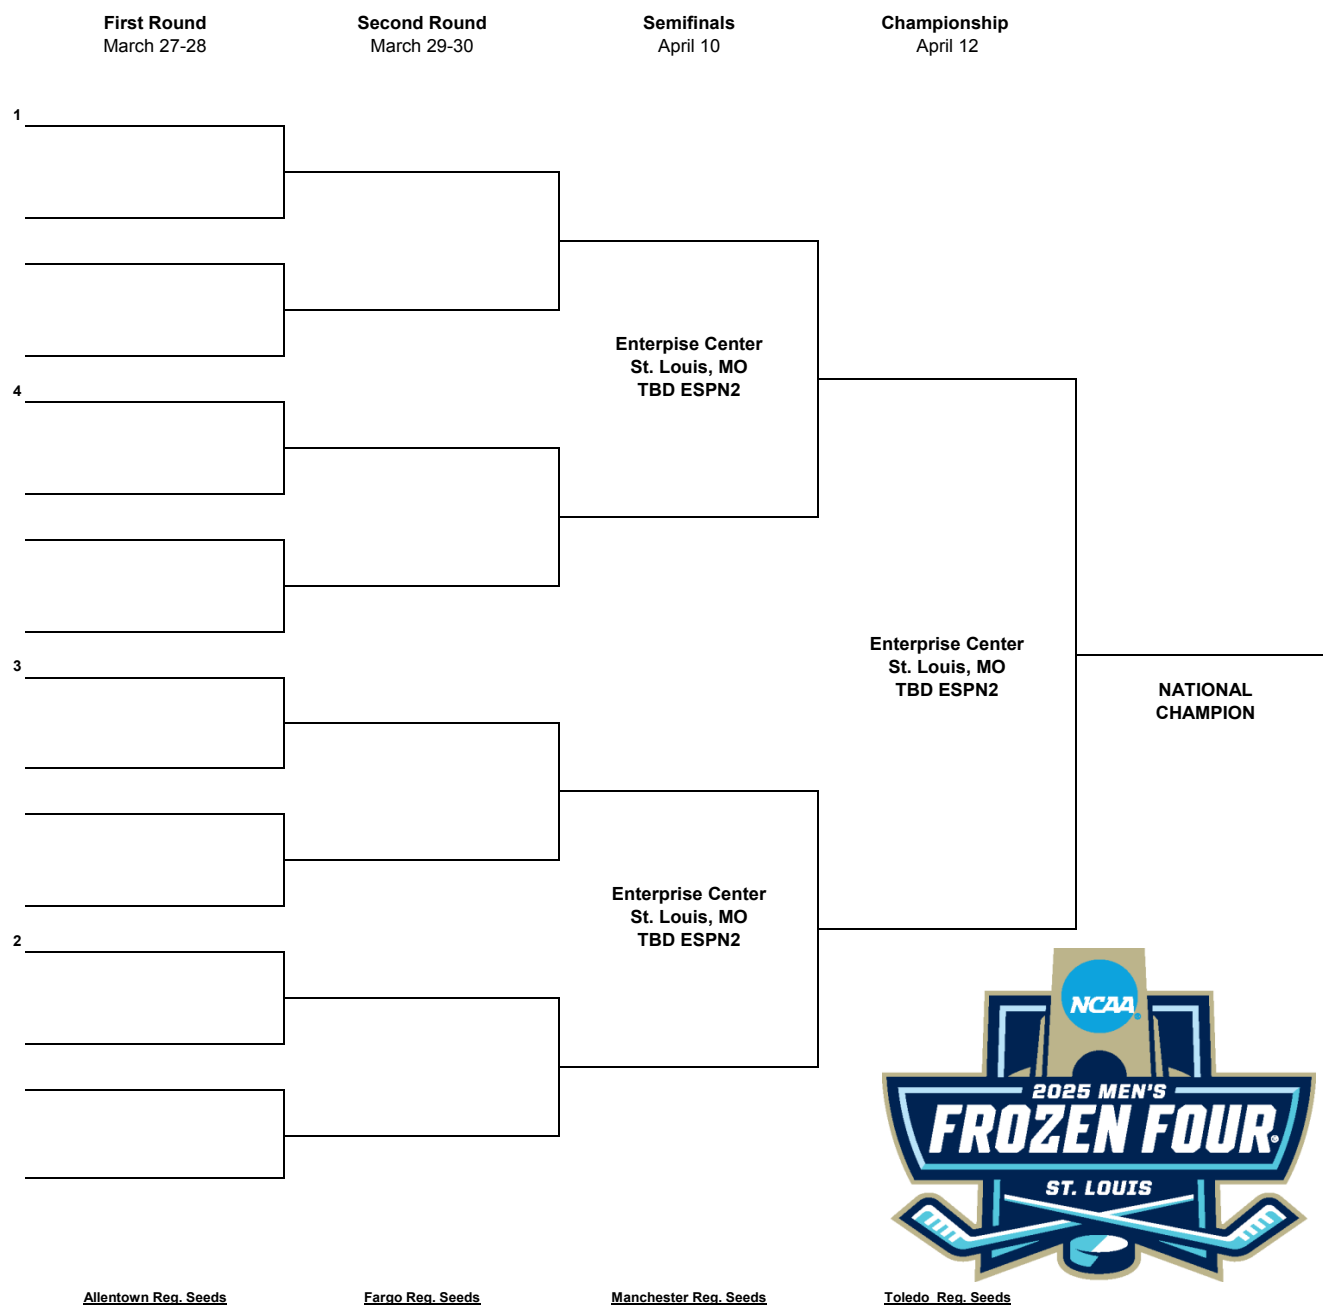 First Round
March 27-28
Second Round
March 29-30
Semifinals
April 10
Championship
April 12
1
Enterpise Center
St. Louis, MO
TBD ESPN2
4
Enterprise Center
St. Louis, MO
TBD ESPN2
3
NATIONAL
CHAMPION
Enterprise Center
St. Louis, MO
TBD ESPN2
2
NCAA
2025 MEN'S
FROZEN FOUR®
ST. LOUIS
Allentown Reg. Seeds
Fargo Reg. Seeds
Manchester Reg. Seeds
Toledo Reg. Seeds